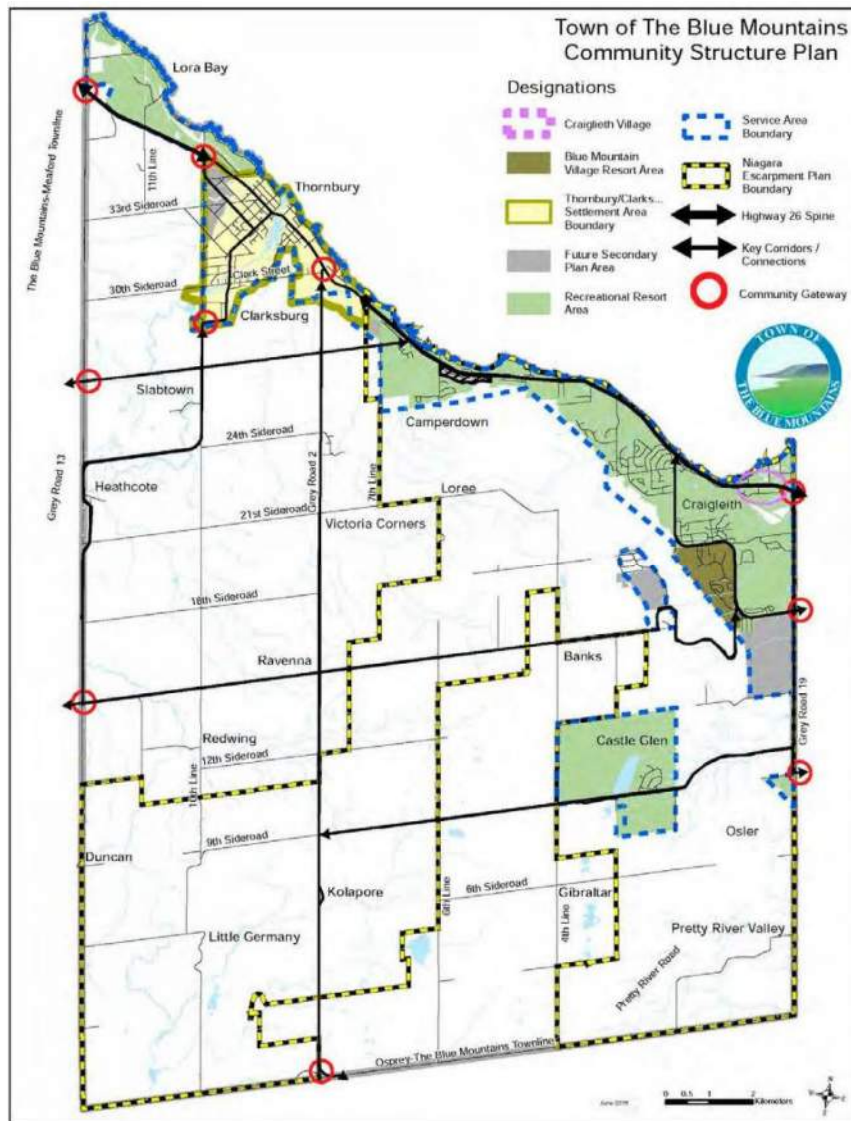 Town of The Blue Mountains
Community Structure Plan
Designations
Craiglieth Village
Blue Mountain
Village Resort Area
Thornbury/Clarks...
Settlement Area
Boundary
Future Secondary
Plan Area
Recreational Resort
Area
Service Area
Boundary
Niagara
Escarpment Plan
Boundary
Highway 26 Spine
Key Corridors /
Connections
Community Gateway
TOWN OF
THE BLUE MOUNTAINS
Lora Bay
The Blue Mountains-Meaford Townline
11th Line
Thornbury
33rd Sideroad
Clark Street
30th Sideroad
Clarksburg
Slabtown
Camperdown
24th Sideroad
Grey Road 2
7th Line
Grey Road 13
Heathcote
Loree
Craigleith
21st Sideroad
Victoria Corners
18th Sideroad
Ravenna
Banks
Grey Road 19
Redwing
Castle Glen
12th Sideroad
10th Line
9th Sideroad
Osler
Duncan
Kolapore
6th Line
6th Sideroad
Gibraltar
4th Line
Little Germany
Pretty River Valley
Pretty River Road
Osprey-The Blue Mountains Townline
0 0.5 1 2
Kilometers
N